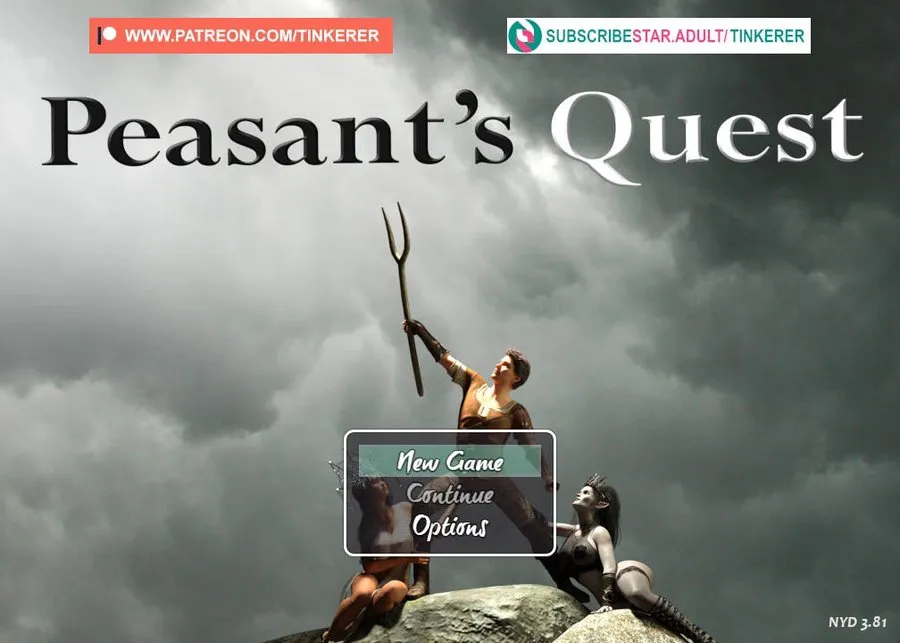 WWW.PATREON.COM/TINKERER
SUBSCRIBESTAR.ADULT/TINKERER
Peasant's Quest
New Game
Continue
Options
NYD 3.81